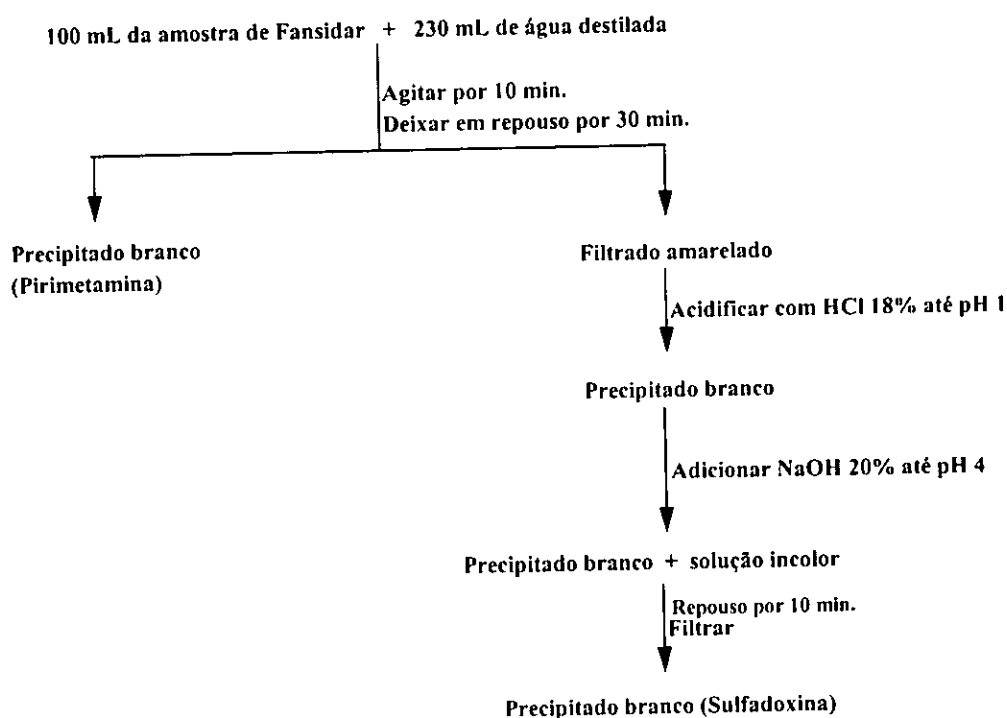 100 mL da amostra de Fansidar + 230 mL de água destilada
Agitar por 10 min.
Deixar em repouso por 30 min.
Precipitado branco
(Pirimetamina)
Filtrado amarelado
Acidificar com HCl 18% até pH 1
Precipitado branco
Adicionar NaOH 20% até pH 4
Precipitado branco + solução incolor
Repouso por 10 min.
Filtrar
Precipitado branco (Sulfadoxina)